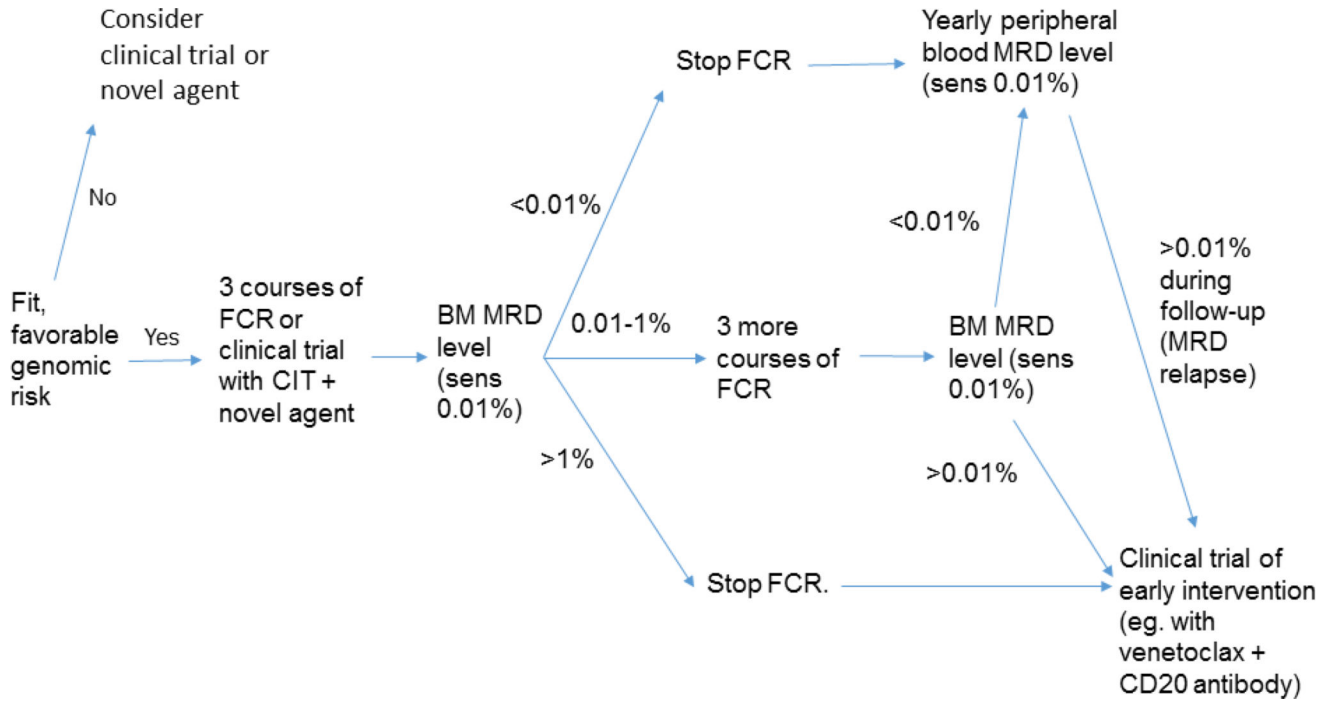 Consider
clinical trial or
novel agent
No
Fit,
favorable
genomic
risk
Yes
3 courses of
FCR or
clinical trial
with CIT +
novel agent
BM MRD
level
(sens
0.01%)
<0.01%
0.01-1%
>1%
Stop FCR
3 more
courses of
FCR
Stop FCR.
Yearly peripheral
blood MRD level
(sens 0.01%)
<0.01%
BM MRD
level (sens
0.01%)
>0.01%
>0.01%
during
follow-up
(MRD
relapse)
Clinical trial of
early intervention
(eg. with
venetoclax +
CD20 antibody)